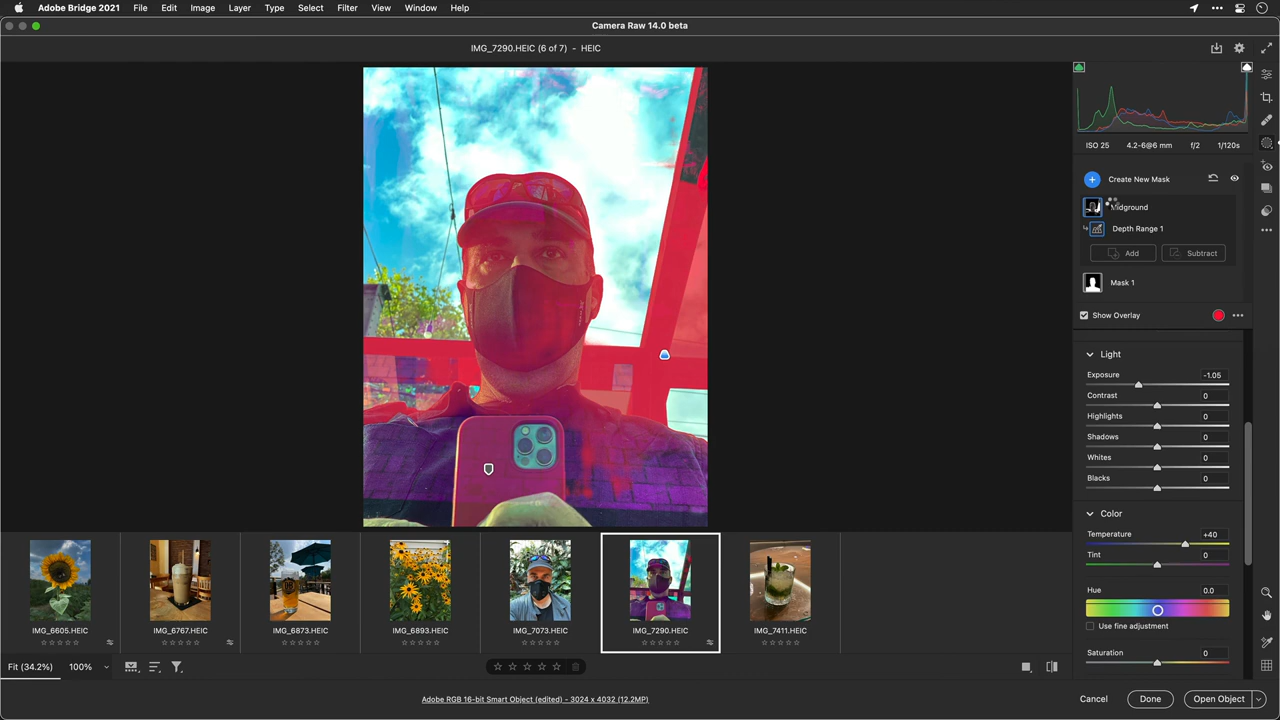 Adobe Bridge 2021 File Edit Image Layer Type Select Filter View Window Help
Camera Raw 14.0 beta
IMG_7290.HEIC (6 of 7) - HEIC
ISO 25 4.2-6@6 mm f/2 1/120s
Create New Mask
idground
Depth Range 1
Add Subtract
Mask 1
Show Overlay
Light
Exposure -1.05
Contrast 0
Highlights 0
Shadows 0
Whites 0
Blacks 0
Color
Temperature +40
Tint 0
Hue 0.0
Use fine adjustment
Saturation 0
IMG_6605.HEIC IMG_6767.HEIC IMG_6873.HEIC IMG_6893.HEIC IMG_7073.HEIC IMG_7290.HEIC IMG_7411.HEIC
Fit (34.2%) 100%
Adobe RGB 16-bit Smart Object (edited) - 3024 x 4032 (12.2MP)
Cancel Done Open Object